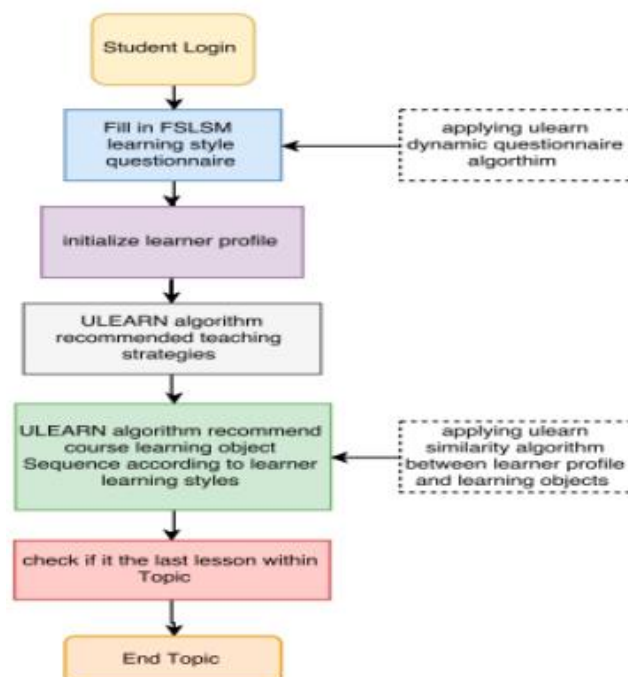 Student Login
Fill in FSLSM
learning style
questionnaire
applying ulearn
dynamic questionnaire
algorthim
initialize learner profile
ULEARN algorithm
recommended teaching
strategies
ULEARN algorithm recommend
course learning object
Sequence according to learner
learning styles
applying ulearn
similarity algorithm
between learner profile
and learning objects
check if it the last lesson within
Topic
End Topic